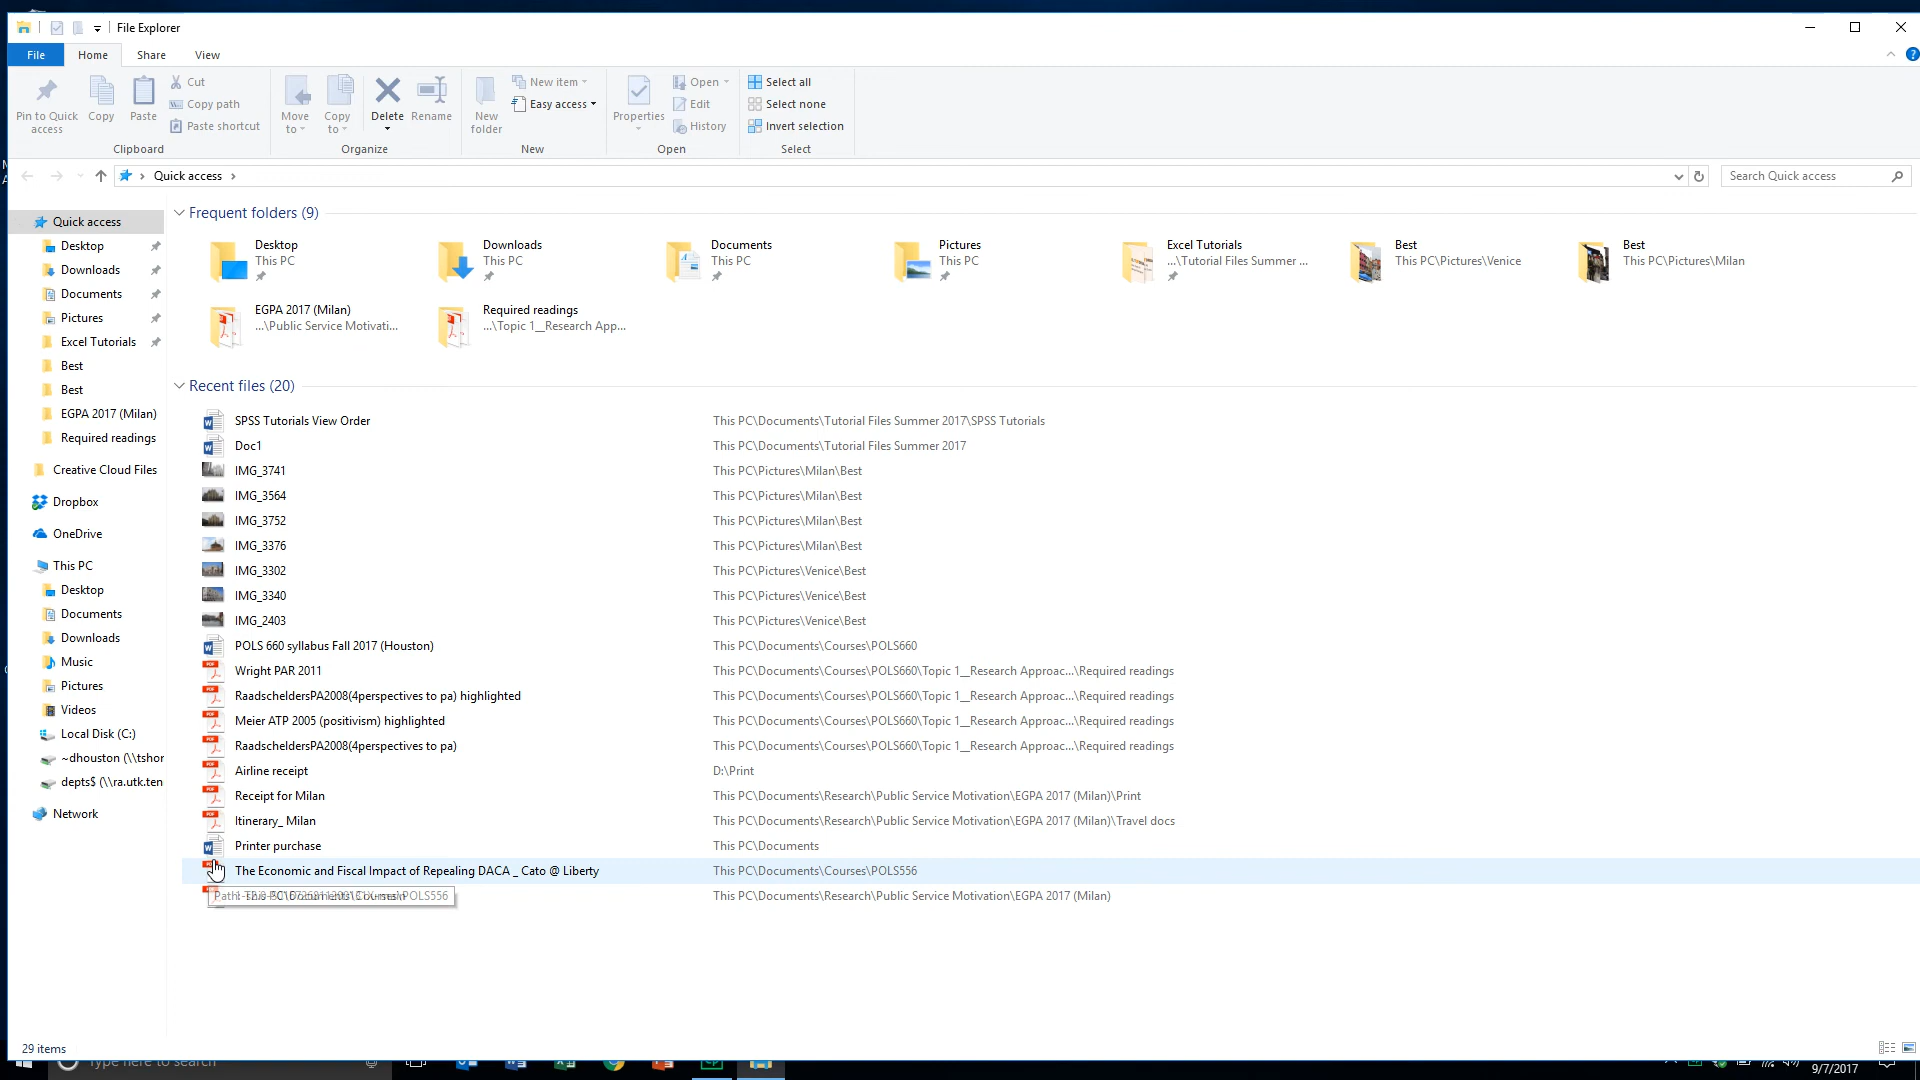 File Explorer
File Home Share View
Pin to Quick access
Copy
Paste
Cut
Copy path
Paste shortcut
Clipboard
Move to
Copy to
Delete
Rename
Organize
New folder
New item
Easy access
New
Properties
Open
Edit
History
Open
Select all
Select none
Invert selection
Select
Quick access
Search Quick access
Quick access
Desktop
Downloads
Documents
Pictures
Excel Tutorials
Best
Best
EGPA 2017 (Milan)
Required readings
Creative Cloud Files
Dropbox
OneDrive
This PC
Desktop
Documents
Downloads
Music
Pictures
Videos
Local Disk (C:)
~dhouston (\\tshor
depts$ (\\ra.utk.ten
Network
Frequent folders (9)
Desktop
This PC
Downloads
This PC
Documents
This PC
Pictures
This PC
Excel Tutorials
...\Tutorial Files Summer ...
Best
This PC\Pictures\Venice
Best
This PC\Pictures\Milan
EGPA 2017 (Milan)
...\Public Service Motivati...
Required readings
...\Topic 1__Research App...
Recent files (20)
SPSS Tutorials View Order This PC\Documents\Tutorial Files Summer 2017\SPSS Tutorials
Doc1 This PC\Documents\Tutorial Files Summer 2017
IMG_3741 This PC\Pictures\Milan\Best
IMG_3564 This PC\Pictures\Milan\Best
IMG_3752 This PC\Pictures\Milan\Best
IMG_3376 This PC\Pictures\Milan\Best
IMG_3302 This PC\Pictures\Venice\Best
IMG_3340 This PC\Pictures\Venice\Best
IMG_2403 This PC\Pictures\Venice\Best
POLS 660 syllabus Fall 2017 (Houston) This PC\Documents\Courses\POLS660
Wright PAR 2011 This PC\Documents\Courses\POLS660\Topic 1__Research Approac...\Required readings
RaadscheldersPA2008(4perspectives to pa) highlighted This PC\Documents\Courses\POLS660\Topic 1__Research Approac...\Required readings
Meier ATP 2005 (positivism) highlighted This PC\Documents\Courses\POLS660\Topic 1__Research Approac...\Required readings
RaadscheldersPA2008(4perspectives to pa) This PC\Documents\Courses\POLS660\Topic 1__Research Approac...\Required readings
Airline receipt D:\Print
Receipt for Milan This PC\Documents\Research\Public Service Motivation\EGPA 2017 (Milan)\Print
Itinerary_ Milan This PC\Documents\Research\Public Service Motivation\EGPA 2017 (Milan)\Travel docs
Printer purchase This PC\Documents
The Economic and Fiscal Impact of Repealing DACA _ Cato @ Liberty This PC\Documents\Courses\POLS556
This PC\Documents\Research\Public Service Motivation\EGPA 2017 (Milan)
29 items
Type here to search
9/7/2017